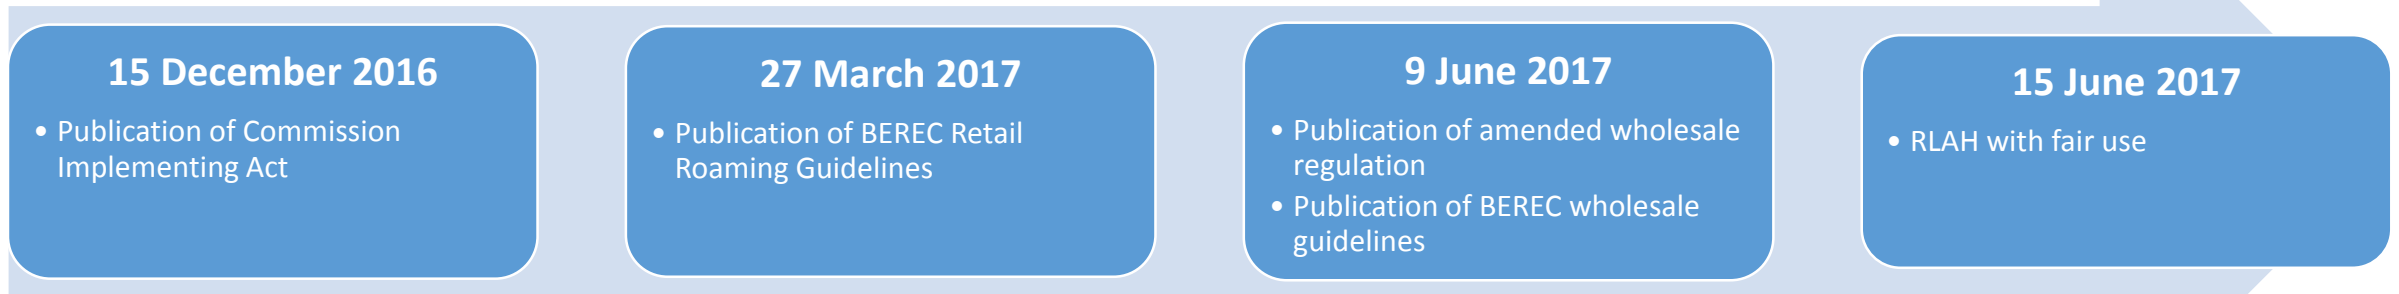 15 December 2016
• Publication of Commission
Implementing Act
27 March 2017
• Publication of BEREC Retail
Roaming Guidelines
9 June 2017
• Publication of amended wholesale
regulation
• Publication of BEREC wholesale
guidelines
15 June 2017
• RLAH with fair use